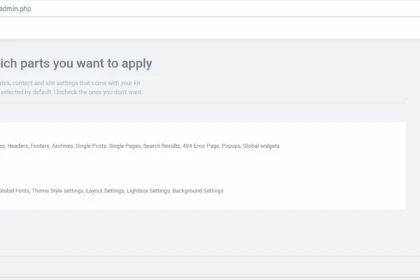 admin.php
ich parts you want to apply
tes, content and site settings that come with your kit
selected by default. Uncheck the ones you don't want.
es, Headers, Footers, Archives, Single Posts, Single Pages, Search Results, 404 Error Page, Popups, Global widgets
Global Fonts, Theme Style settings, Layout Settings, Lightbox Settings, Background Settings